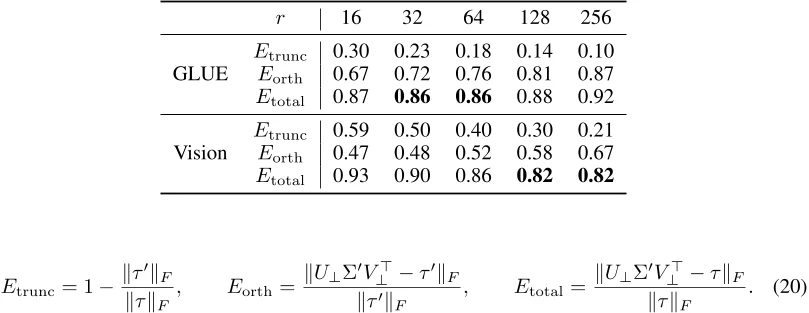 r 16 32 64 128 256
E_trunc 0.30 0.23 0.18 0.14 0.10
GLUE E_orth 0.67 0.72 0.76 0.81 0.87
E_total 0.87 0.86 0.86 0.88 0.92
E_trunc 0.59 0.50 0.40 0.30 0.21
Vision E_orth 0.47 0.48 0.52 0.58 0.67
E_total 0.93 0.90 0.86 0.82 0.82
E_trunc = 1 − ‖τ′‖_F / ‖τ‖_F, E_orth = ‖U_⊥Σ′V_⊥^⊤ − τ′‖_F / ‖τ′‖_F, E_total = ‖U_⊥Σ′V_⊥^⊤ − τ‖_F / ‖τ‖_F. (20)